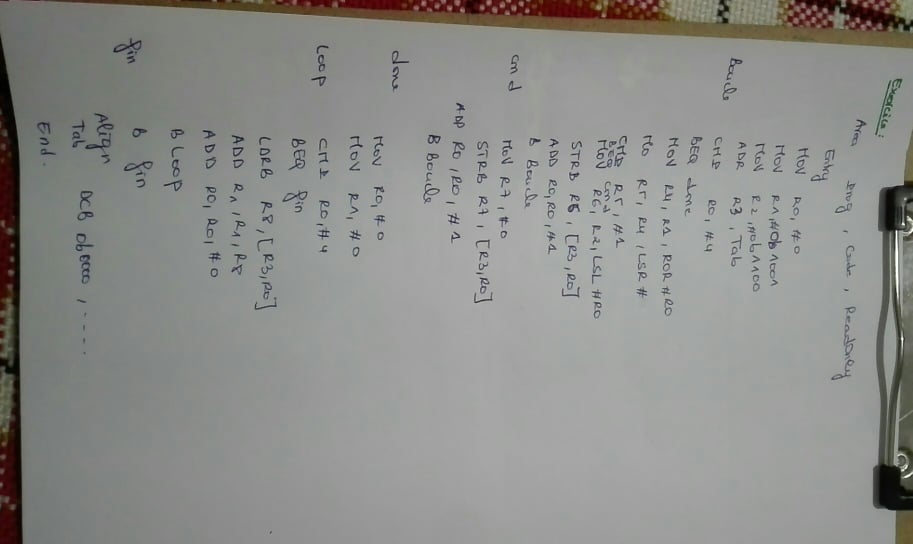 Exercice:
Area Prog, Code, ReadOnly
Entry
MOV R0, #0
MOV R1, #0b1001
MOV R2, #0b1100
ADR R3, Tab
Boucle
CMP R0, #4
BEQ done
MOV R4, R1, ROR #R0
MO R5, R4, LSR #
CMP R5, #1
BEQ cmd
MOV R6, R2, LSL #R0
STRB R6, [R3, R0]
ADD R0, R0, #1
B Boucle
cmd MOV R7, #0
STRB R7, [R3, R0]
ADD R0, R0, #1
B Boucle
done
MOV R0, #0
MOV R1, #0
Loop CMP R0, #4
BEQ fin
LDRB R8, [R3, R0]
ADD R1, R1, R8
ADD R0, R0, #0
B Loop
fin B fin
Align
Tab DCB 0b0000, .....
End.